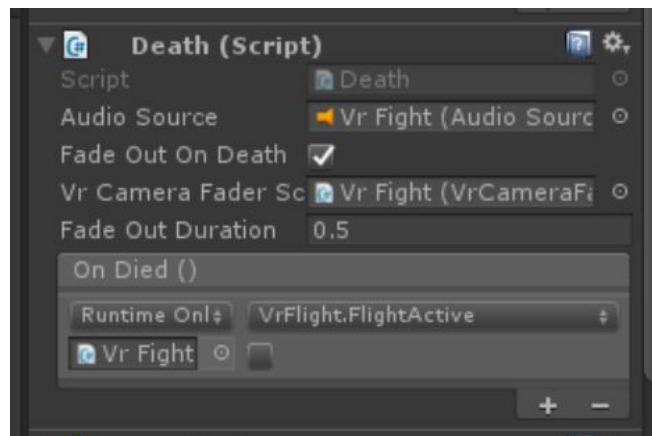 Death (Script)
Script Death
Audio Source Vr Fight (Audio Sourc
Fade Out On Death
Vr Camera Fader Sc Vr Fight (VrCameraFa
Fade Out Duration 0.5
On Died ()
Runtime Onl VrFlight.FlightActive
Vr Fight
+ −